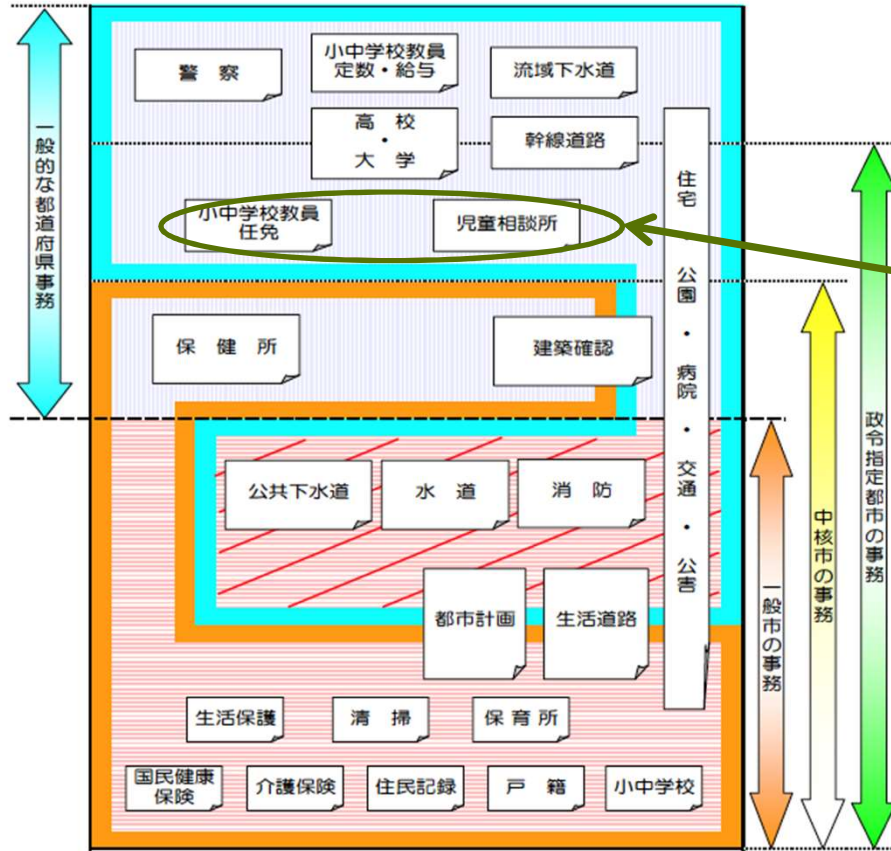 警 察
小中学校教員
定数・給与
流域下水道
高 校
・
大 学
幹線道路
小中学校教員
任免
児童相談所
一般的な都道府県事務
保 健 所
建築確認
住宅・公園・病院・交通・公害
公共下水道
水 道
消 防
都市計画
生活道路
生活保護
清 掃
保育所
国民健康
保険
介護保険
住民記録
戸 籍
小中学校
一般市の事務
中核市の事務
政令指定都市の事務